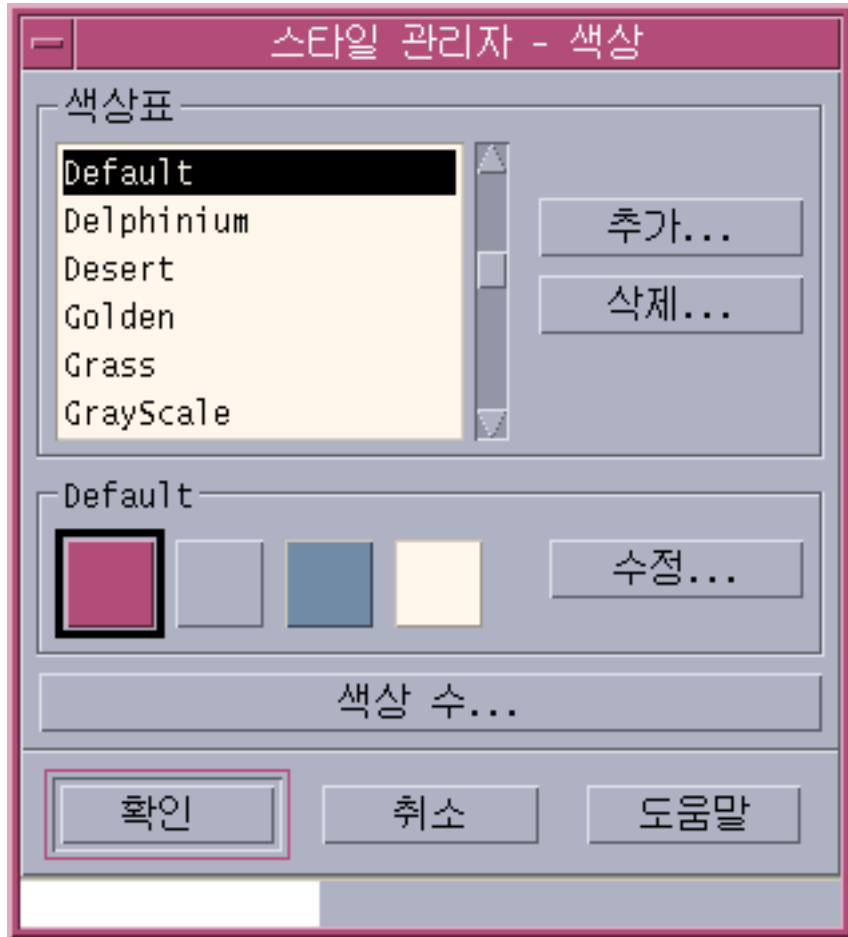 스타일 관리자 - 색상
색상표
Default
Delphinium
Desert
Golden
Grass
GrayScale
추가...
삭제...
Default
수정...
색상 수...
확인
취소
도움말